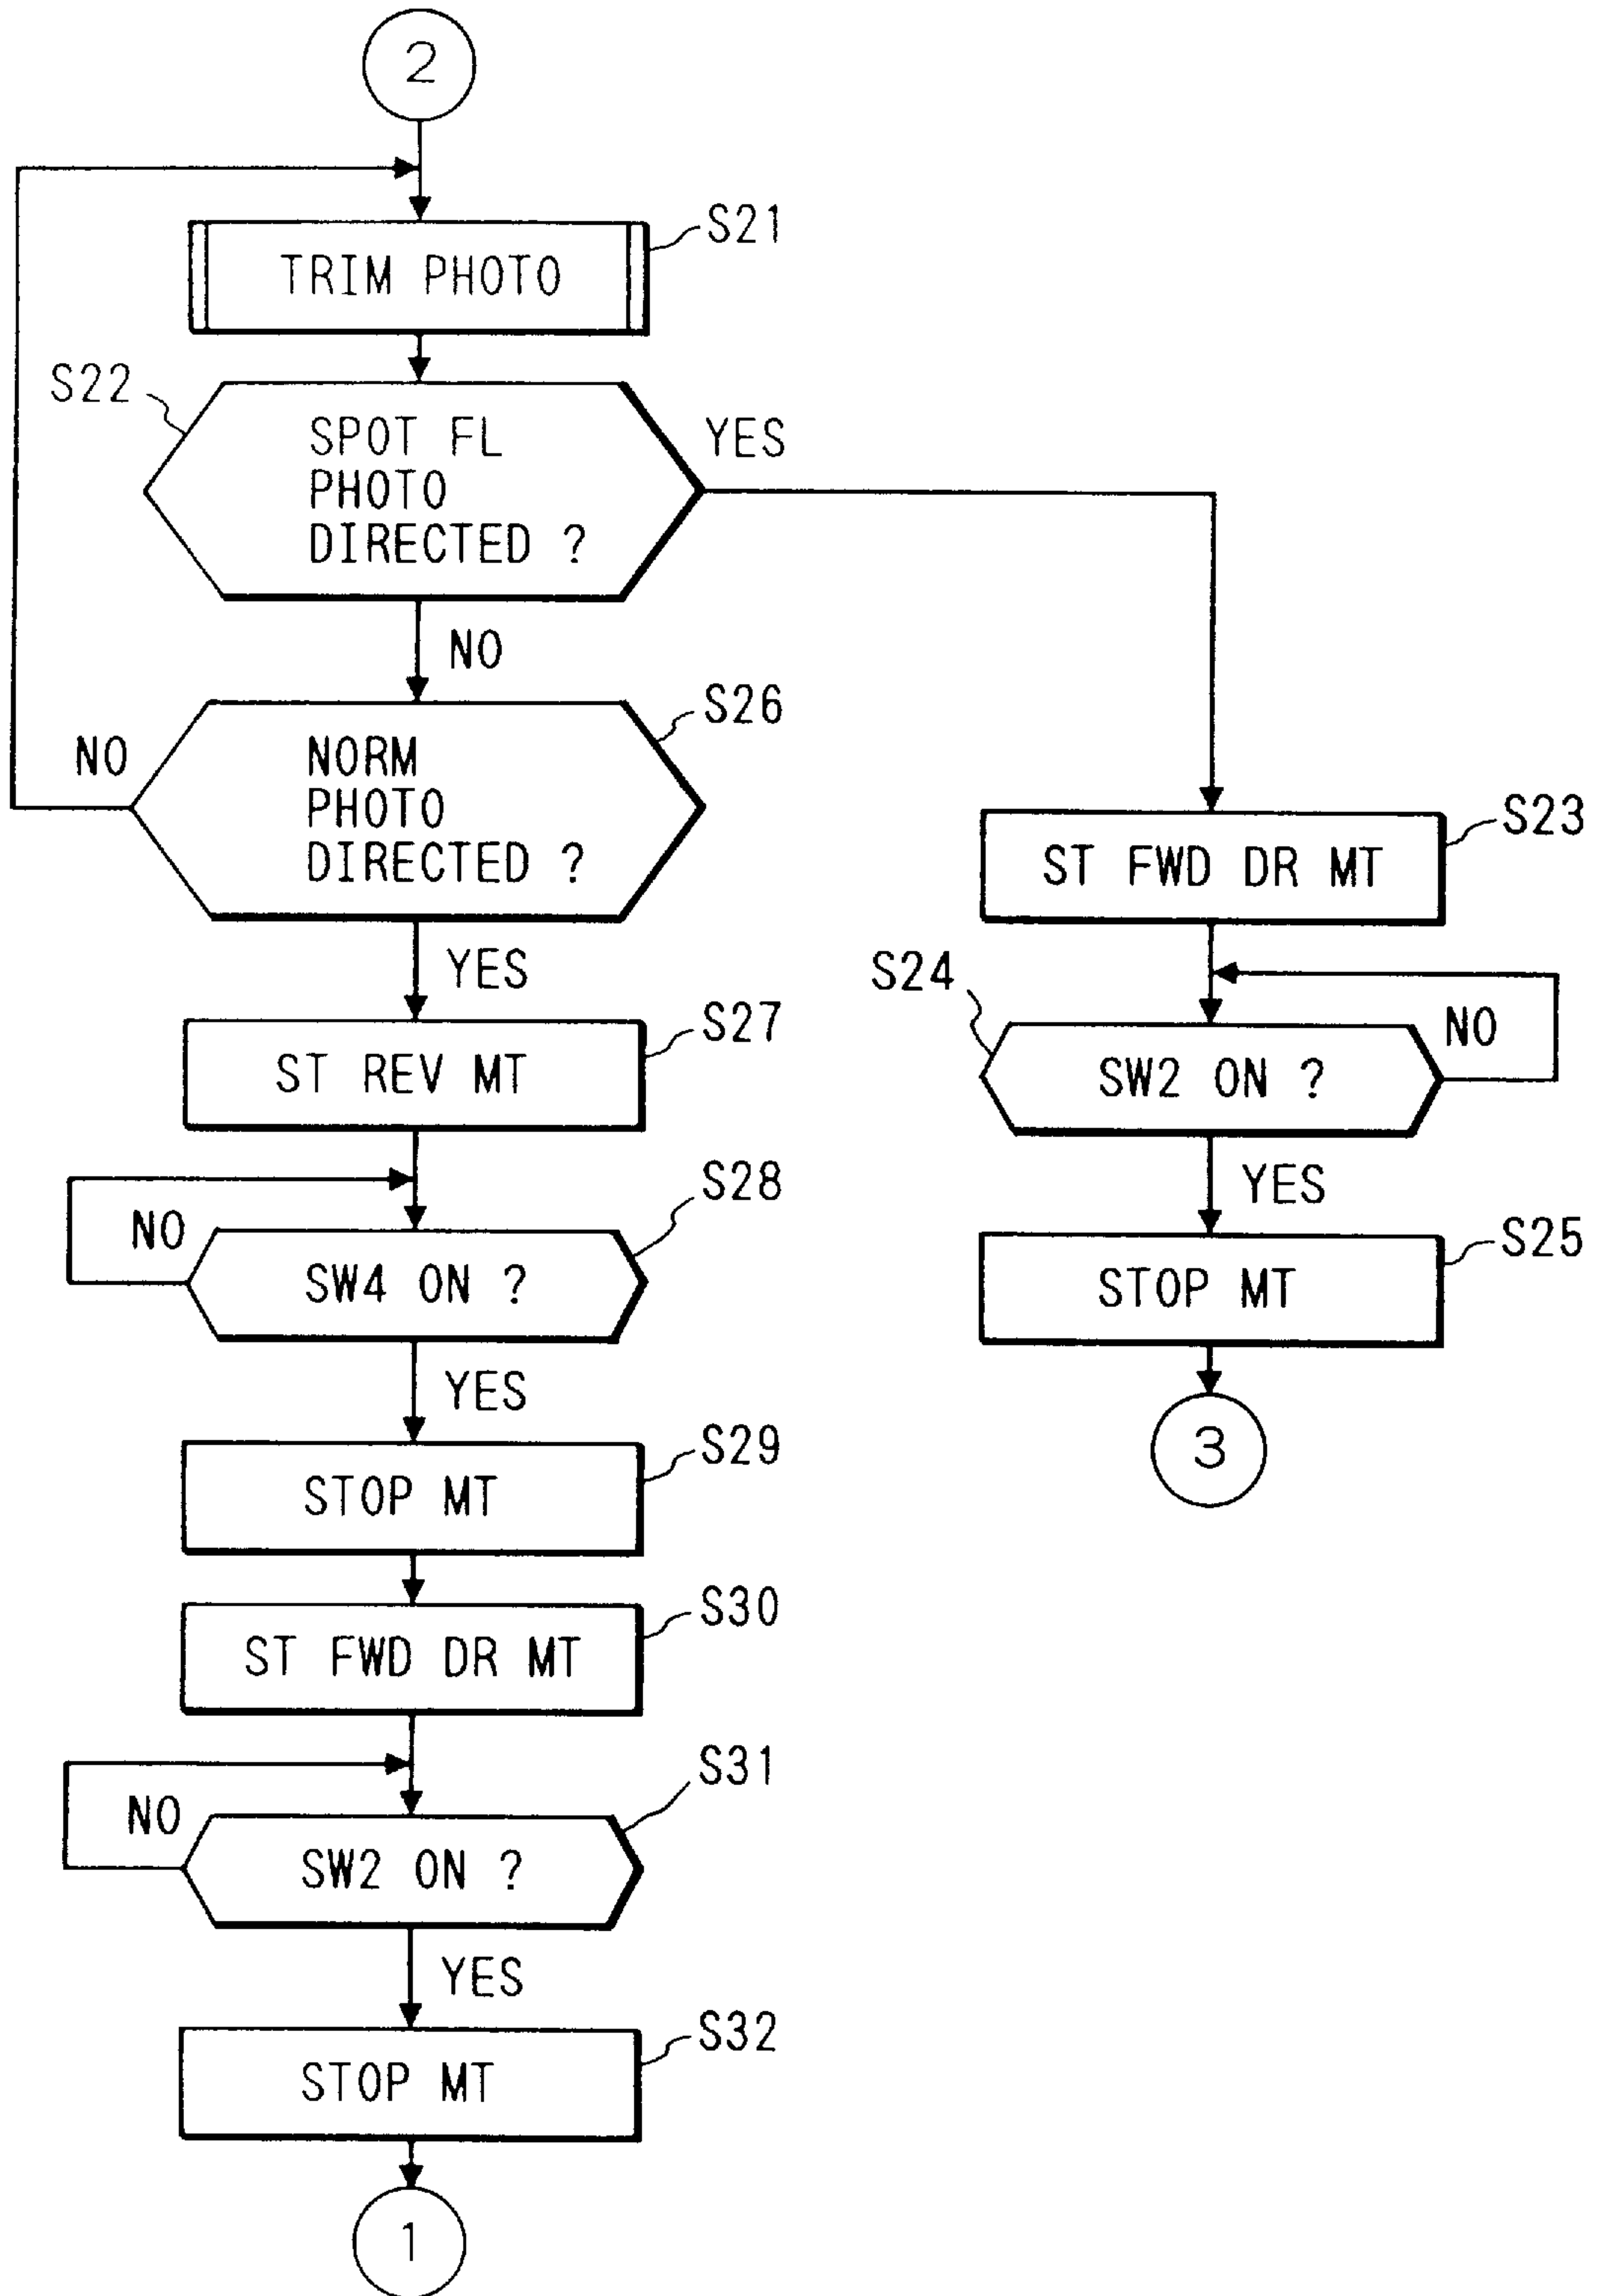 2
S21
TRIM PHOTO
S22
SPOT FL
PHOTO
DIRECTED ?
YES
NO
S26
NORM
PHOTO
DIRECTED ?
NO
YES
S27
ST REV MT
S28
NO
SW4 ON ?
YES
S29
STOP MT
S30
ST FWD DR MT
S31
NO
SW2 ON ?
YES
S32
STOP MT
1
S23
ST FWD DR MT
S24
NO
SW2 ON ?
YES
S25
STOP MT
3